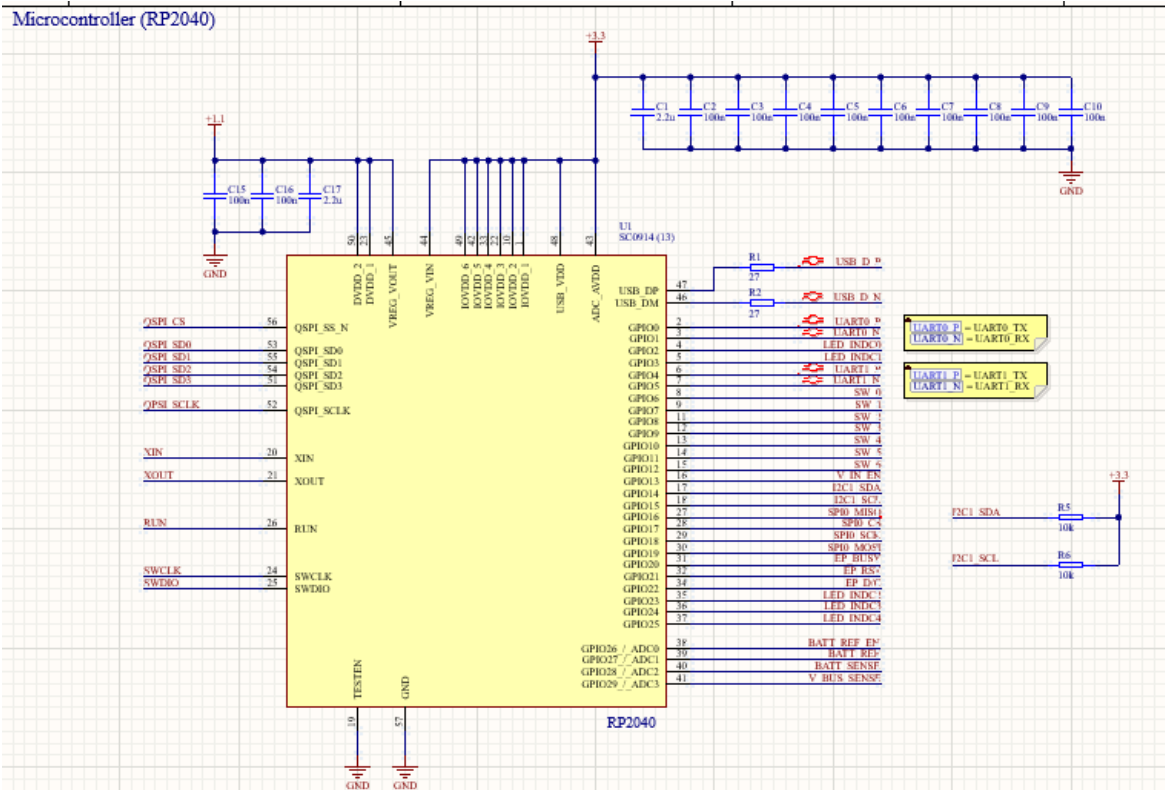 Microcontroller (RP2040)
+3.3
C1
2.2u
C2
100n
C3
100n
C4
100n
C5
100n
C6
100n
C7
100n
C8
100n
C9
100n
C10
100n
GND
+1.1
C15
100n
C16
100n
C17
2.2u
GND
U1
SC0914 (13)
50
23
45
44
49
42
33
22
10
1
48
43
DVDD_2
DVDD_1
VREG_VOUT
VREG_VIN
IOVDD_6
IOVDD_5
IOVDD_4
IOVDD_3
IOVDD_2
IOVDD_1
USB_VDD
ADC_AVDD
QSPI_CS 56 QSPI_SS_N
QSPI_SD0 53 QSPI_SD0
QSPI_SD1 55 QSPI_SD1
QSPI_SD2 54 QSPI_SD2
QSPI_SD3 51 QSPI_SD3
QPSI_SCLK 52 QSPI_SCLK
XIN 20 XIN
XOUT 21 XOUT
RUN 26 RUN
SWCLK 24 SWCLK
SWDIO 25 SWDIO
USB_DP 47 R1 27 USB_D_P
USB_DM 46 R2 27 USB_D_N
GPIO0 2 UART0_P
GPIO1 3 UART0_N
GPIO2 4 LED_INDC0
GPIO3 5 LED_INDC1
GPIO4 6 UART1_P
GPIO5 7 UART1_N
GPIO6 8 SW_0
GPIO7 9 SW_1
GPIO8 11 SW_2
GPIO9 12 SW_3
GPIO10 13 SW_4
GPIO11 14 SW_5
GPIO12 15 SW_6
GPIO13 16 V_IN_EN
GPIO14 17 I2C1_SDA
GPIO15 18 I2C1_SCL
GPIO16 27 SPI0_MISO
GPIO17 28 SPI0_CS
GPIO18 29 SPI0_SCK
GPIO19 30 SPI0_MOSI
GPIO20 31 EP_BUSY
GPIO21 32 EP_RST
GPIO22 34 EP_D/C
GPIO23 35 LED_INDC2
GPIO24 36 LED_INDC3
GPIO25 37 LED_INDC4
GPIO26_/_ADC0 38 BATT_REF_EN
GPIO27_/_ADC1 39 BATT_REF
GPIO28_/_ADC2 40 BATT_SENSE
GPIO29_/_ADC3 41 V_BUS_SENSE
UART0_P = UART0_TX
UART0_N = UART0_RX
UART1_P = UART1_TX
UART1_N = UART1_RX
+3.3
I2C1_SDA R5
10k
I2C1_SCL R6
10k
TESTEN
GND
19
57
RP2040
GND
GND